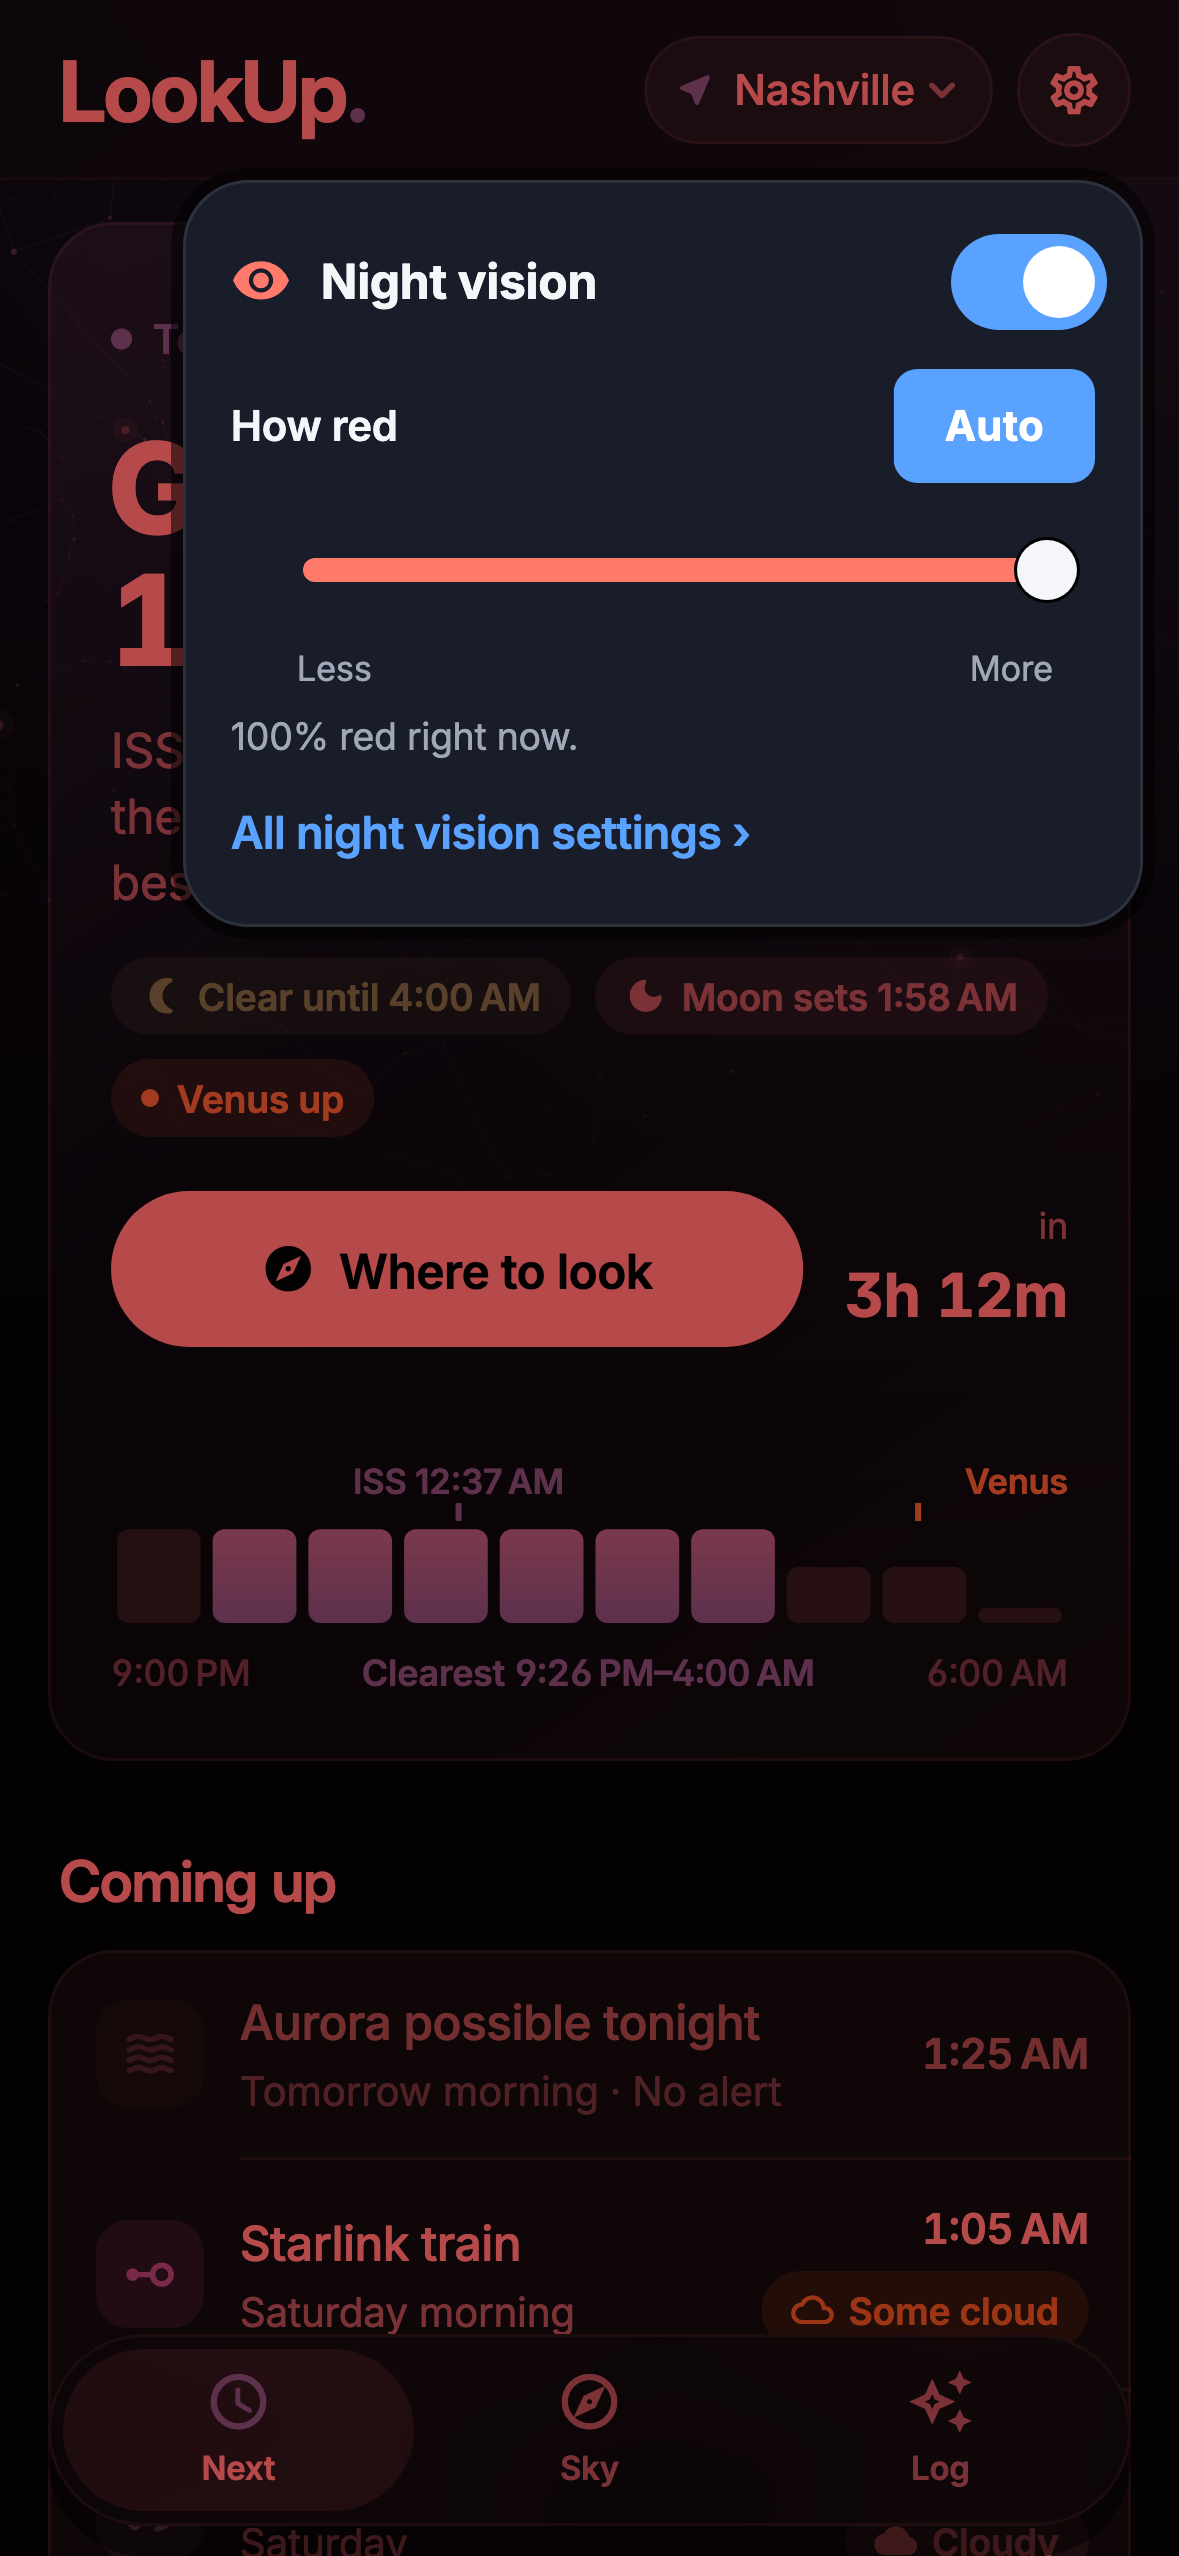 LookUp.
Nashville
Night vision
How red
Auto
Less
More
100% red right now.
All night vision settings ›
ISS
the
Clear until 4:00 AM
Moon sets 1:58 AM
Venus up
Where to look
in
3h 12m
ISS 12:37 AM
Venus
9:00 PM
Clearest 9:26 PM–4:00 AM
6:00 AM
Coming up
Aurora possible tonight
1:25 AM
Tomorrow morning · No alert
Starlink train
1:05 AM
Saturday morning
Some cloud
Next
Sky
Log
Saturday
Cloudy